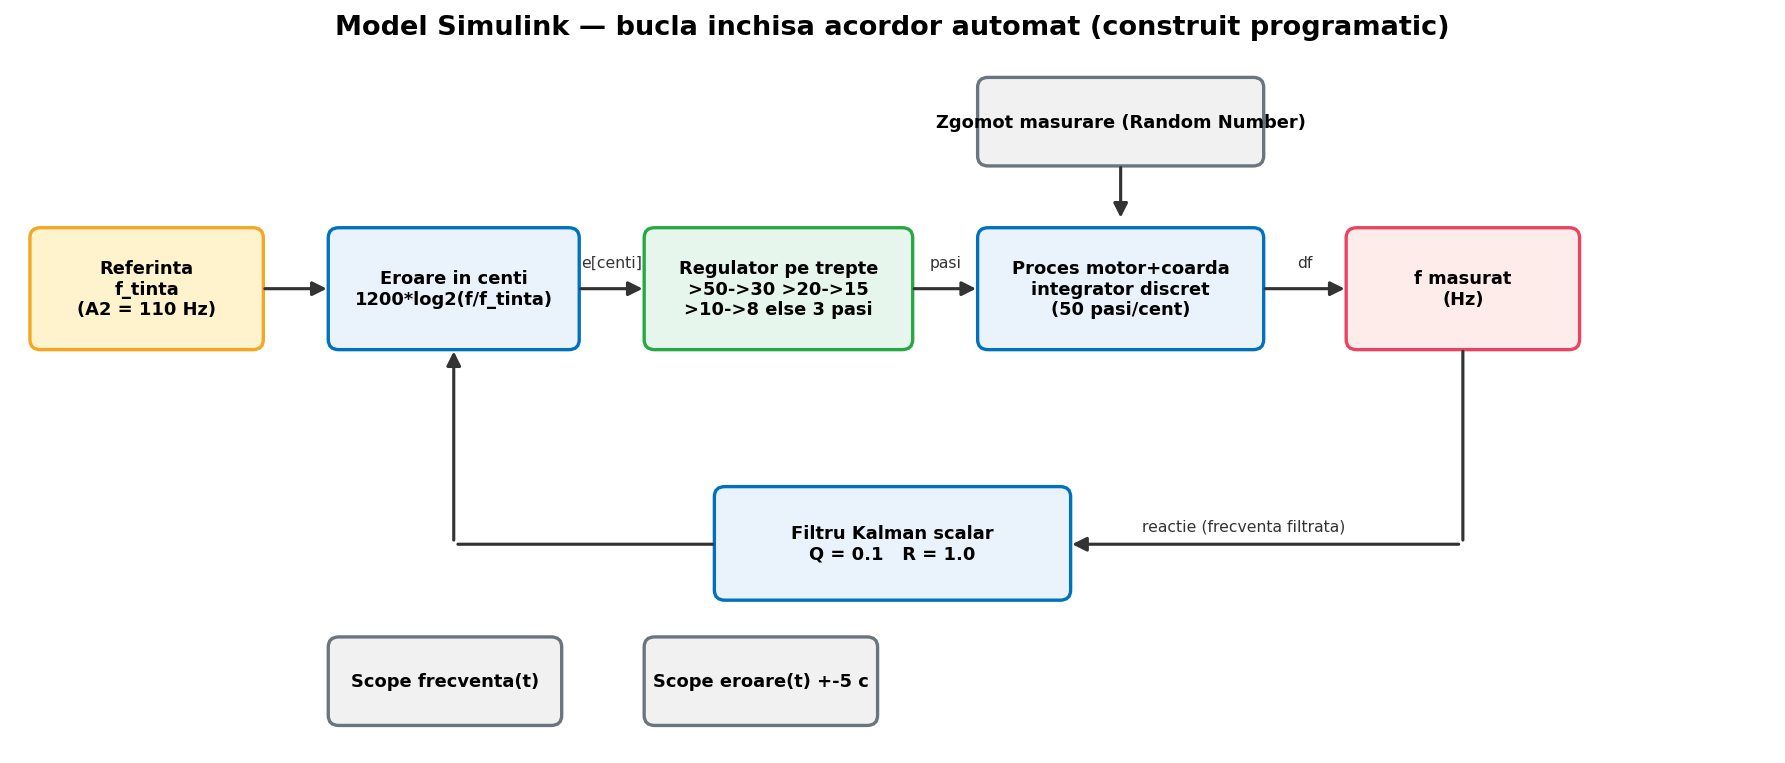 Model Simulink — bucla inchisa acordor automat (construit programatic)
Zgomot masurare (Random Number)
Referinta
f_tinta
(A2 = 110 Hz)
Eroare in centi
1200*log2(f/f_tinta)
e[centi]
Regulator pe trepte
>50->30 >20->15
>10->8 else 3 pasi
pasi
Proces motor+coarda
integrator discret
(50 pasi/cent)
df
f masurat
(Hz)
Filtru Kalman scalar
Q = 0.1   R = 1.0
reactie (frecventa filtrata)
Scope frecventa(t)
Scope eroare(t) +-5 c